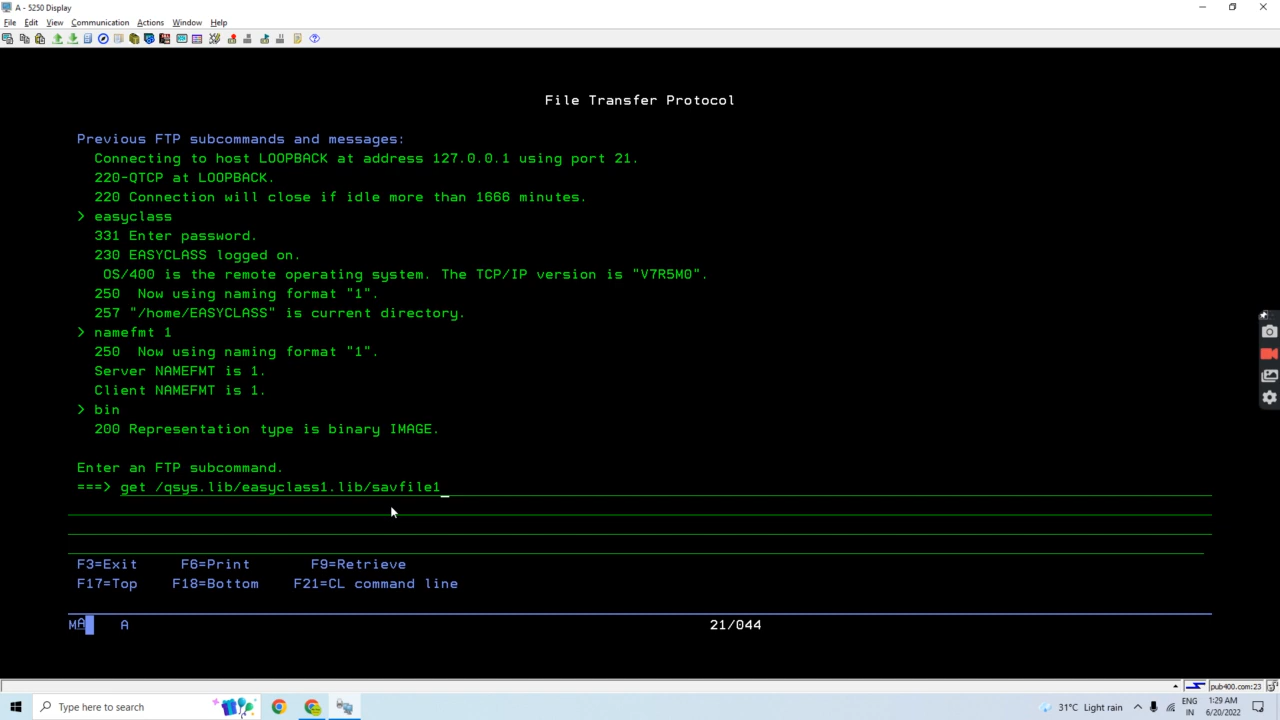 A - 5250 Display
File Edit View Communication Actions Window Help
File Transfer Protocol
Previous FTP subcommands and messages:
Connecting to host LOOPBACK at address 127.0.0.1 using port 21.
220-QTCP at LOOPBACK.
220 Connection will close if idle more than 1666 minutes.
> easyclass
331 Enter password.
230 EASYCLASS logged on.
OS/400 is the remote operating system. The TCP/IP version is "V7R5M0".
250 Now using naming format "1".
257 "/home/EASYCLASS" is current directory.
> namefmt 1
250 Now using naming format "1".
Server NAMEFMT is 1.
Client NAMEFMT is 1.
> bin
200 Representation type is binary IMAGE.
Enter an FTP subcommand.
===> get /qsys.lib/easyclass1.lib/savfile1_
F3=Exit F6=Print F9=Retrieve
F17=Top F18=Bottom F21=CL command line
MA A 21/044
pub400.com:23
Type here to search
31°C Light rain
ENG
IN
1:29 AM
6/20/2022